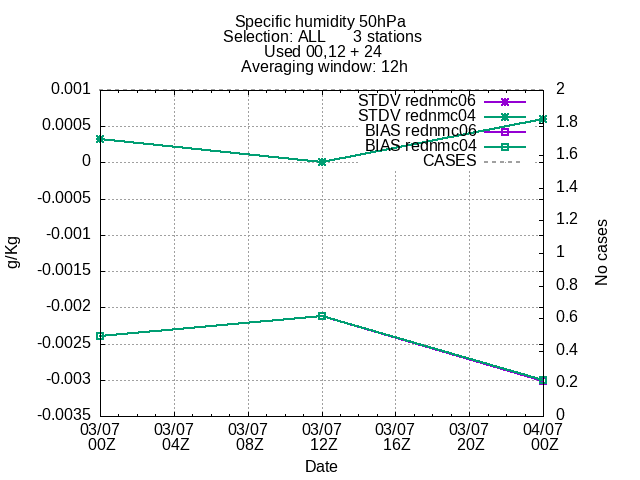 Specific humidity 50hPa
Selection: ALL 3 stations
Used 00,12 + 24
Averaging window: 12h
0.001
0.0005
0
-0.0005
-0.001
-0.0015
-0.002
-0.0025
-0.003
-0.0035
g/Kg
STDV rednmc06
STDV rednmc04
BIAS rednmc06
BIAS rednmc04
CASES
2
1.8
1.6
1.4
1.2
1
0.8
0.6
0.4
0.2
0
No cases
03/07 03/07 03/07 03/07 03/07 03/07 04/07
00Z 04Z 08Z 12Z 16Z 20Z 00Z
Date